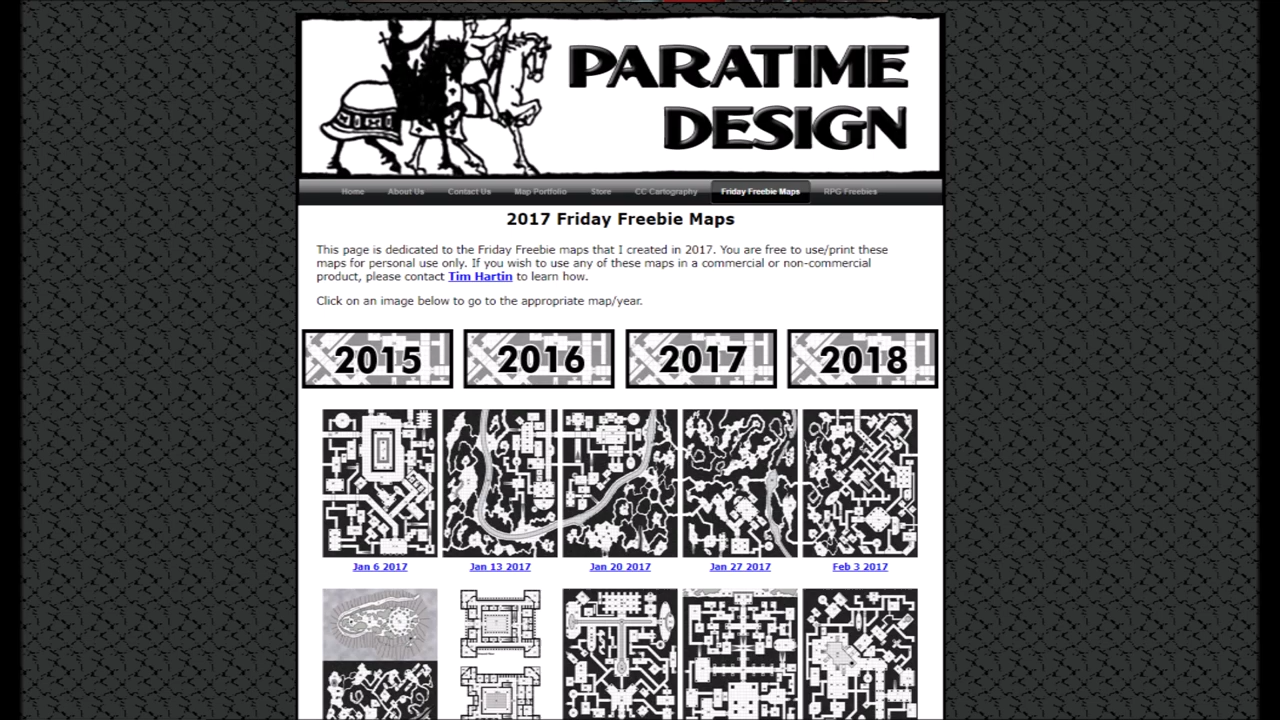 PARATIME
DESIGN
Home About Us Contact Us Map Portfolio Store CC Cartography Friday Freebie Maps RPG Freebies
2017 Friday Freebie Maps
This page is dedicated to the Friday Freebie maps that I created in 2017. You are free to use/print these
maps for personal use only. If you wish to use any of these maps in a commercial or non-commercial
product, please contact Tim Hartin to learn how.
Click on an image below to go to the appropriate map/year.
2015 2016 2017 2018
Jan 6 2017 Jan 13 2017 Jan 20 2017 Jan 27 2017 Feb 3 2017